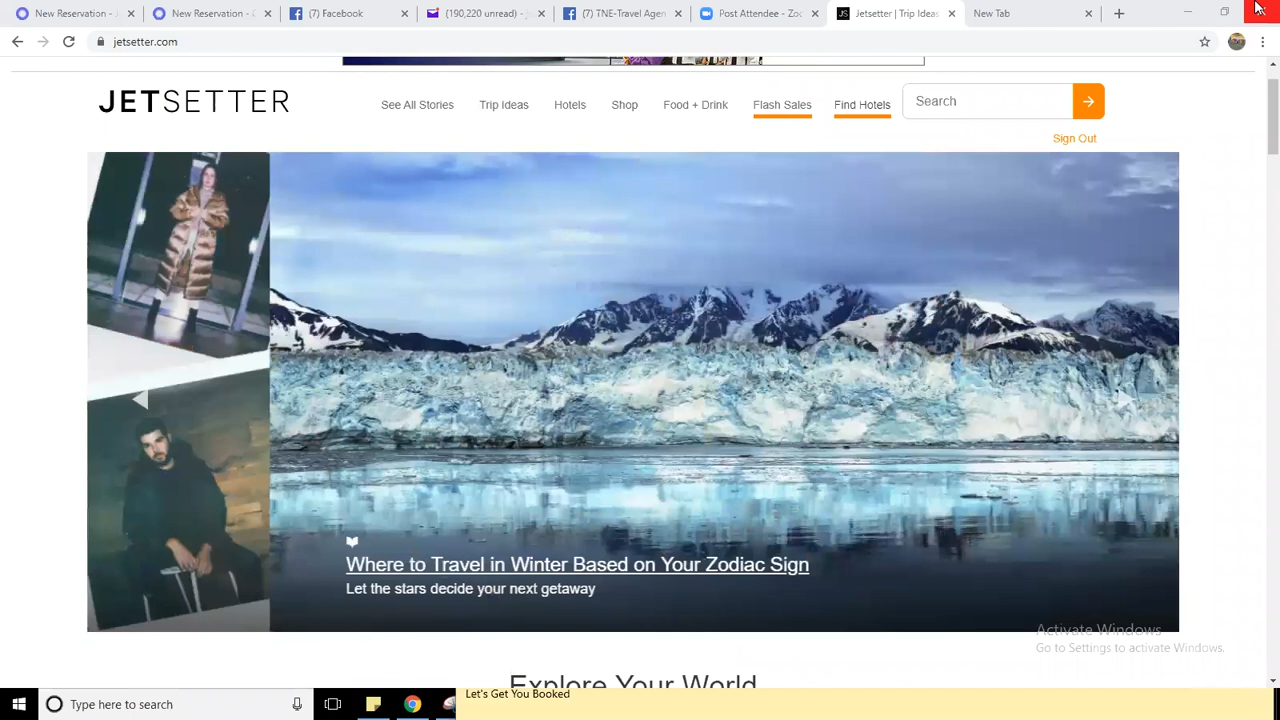 New Reservation - J
New Reservation -
(7) Facebook
(190,220 unread) -
(7) TNE-Travel Agen
Post Attendee - Zoo
JS Jetsetter | Trip Ideas
New Tab
jetsetter.com
JETSETTER
See All Stories
Trip Ideas
Hotels
Shop
Food + Drink
Flash Sales
Find Hotels
Search
Sign Out
Where to Travel in Winter Based on Your Zodiac Sign
Let the stars decide your next getaway
Activate Windows
Go to Settings to activate Windows.
Explore Your World
Type here to search
Let's Get You Booked